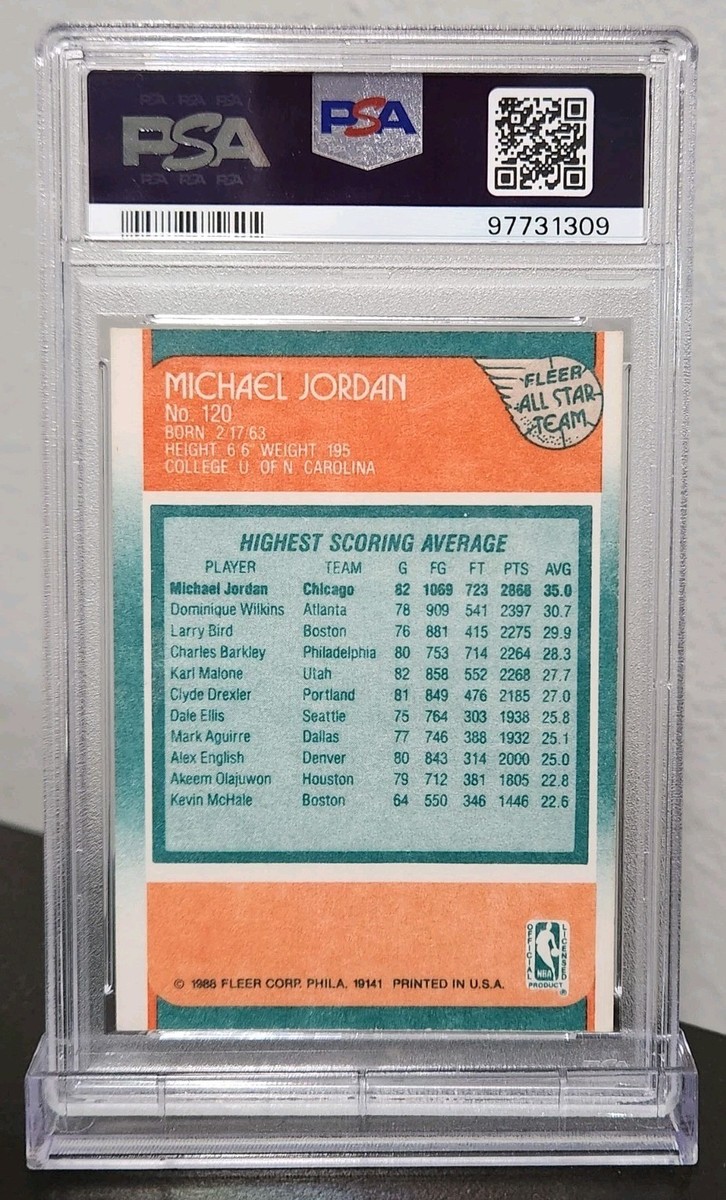 PSA PSA PSA
PSA
PSA PSA PSA
PSA
97731309
MICHAEL JORDAN
No. 120
BORN: 2/17/63
HEIGHT: 6'6" WEIGHT: 195
COLLEGE: U. OF N. CAROLINA
FLEER
ALL STAR
TEAM
HIGHEST SCORING AVERAGE
PLAYER TEAM G FG FT PTS AVG
Michael Jordan Chicago 82 1069 723 2868 35.0
Dominique Wilkins Atlanta 78 909 541 2397 30.7
Larry Bird Boston 76 881 415 2275 29.9
Charles Barkley Philadelphia 80 753 714 2264 28.3
Karl Malone Utah 82 858 552 2268 27.7
Clyde Drexler Portland 81 849 476 2185 27.0
Dale Ellis Seattle 75 764 303 1938 25.8
Mark Aguirre Dallas 77 746 388 1932 25.1
Alex English Denver 80 843 314 2000 25.0
Akeem Olajuwon Houston 79 712 381 1805 22.8
Kevin McHale Boston 64 550 346 1446 22.6
OFFICIAL
LICENSED
NBA
PRODUCT
®
© 1988 FLEER CORP. PHILA. 19141 PRINTED IN U.S.A.